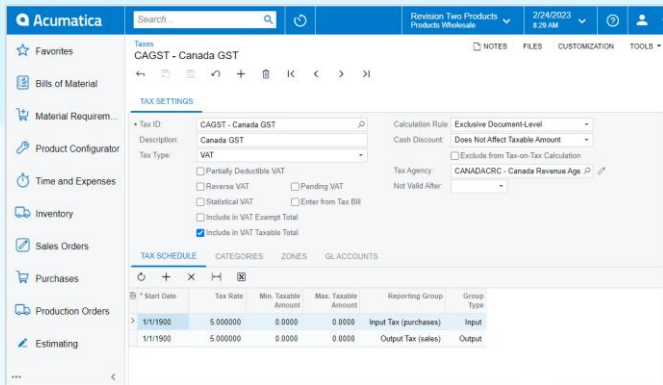 Acumatica
Search...
Revision Two Products
Products Wholesale
2/24/2023
8:29 AM
Favorites
Bills of Material
Material Requirem...
Product Configurator
Time and Expenses
Inventory
Sales Orders
Purchases
Production Orders
Estimating
Taxes
CAGST - Canada GST
NOTES FILES CUSTOMIZATION TOOLS
TAX SETTINGS
* Tax ID: CAGST - Canada GST
Description: Canada GST
Tax Type: VAT
Partially Deductible VAT
Reverse VAT Pending VAT
Statistical VAT Enter from Tax Bill
Include in VAT Exempt Total
Include in VAT Taxable Total
Calculation Rule: Exclusive Document-Level
Cash Discount: Does Not Affect Taxable Amount
Exclude from Tax-on-Tax Calculation
Tax Agency: CANADACRC - Canada Revenue Age
Not Valid After:
TAX SCHEDULE CATEGORIES ZONES GL ACCOUNTS
* Start Date Tax Rate Min. Taxable Amount Max. Taxable Amount Reporting Group Group Type
1/1/1900 5.000000 0.0000 0.0000 Input Tax (purchases) Input
1/1/1900 5.000000 0.0000 0.0000 Output Tax (sales) Output